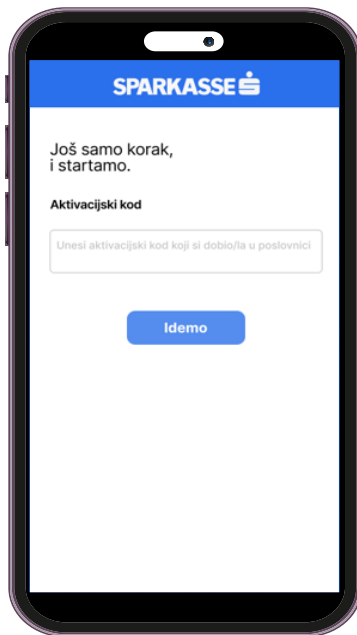 SPARKASSE
Još samo korak,
i startamo.
Aktivacijski kod
Unesi aktivacijski kod koji si dobio/la u poslovnici
Idemo